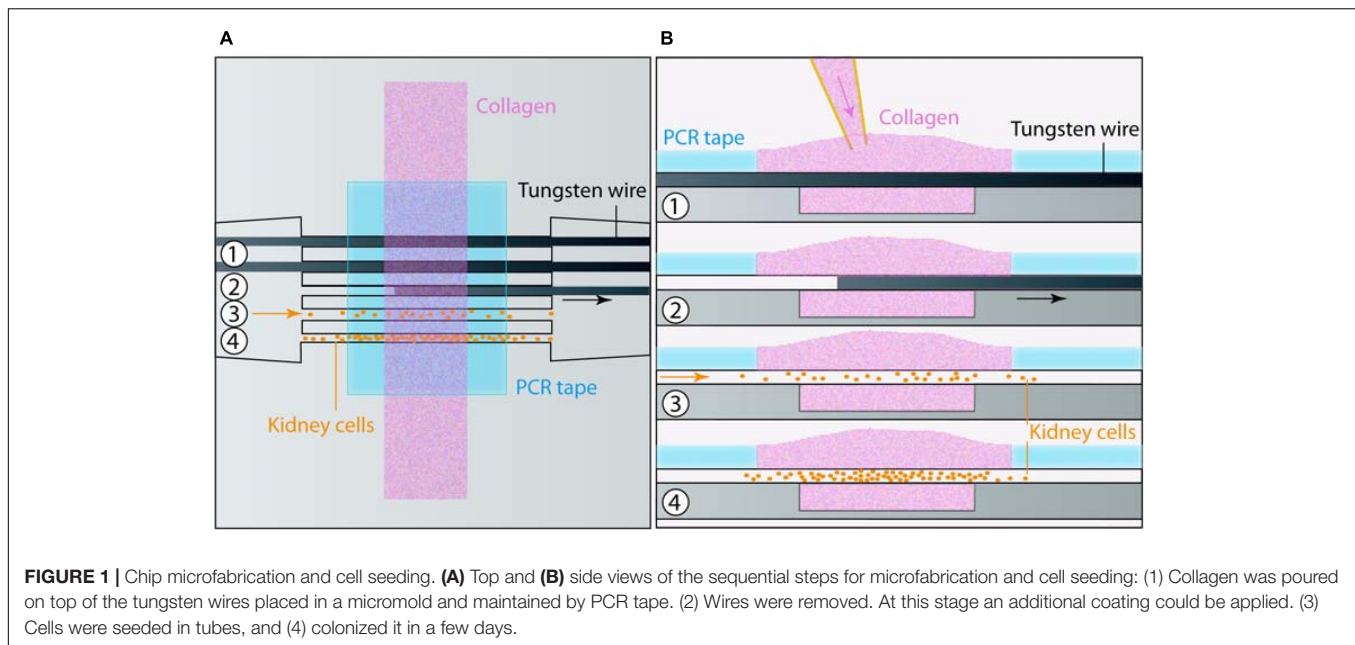 A
Collagen
Tungsten wire
1
2
3
4
PCR tape
Kidney cells
B
Collagen
PCR tape
Tungsten wire
1
2
3
Kidney cells
4
FIGURE 1 | Chip microfabrication and cell seeding. (A) Top and (B) side views of the sequential steps for microfabrication and cell seeding: (1) Collagen was poured
on top of the tungsten wires placed in a micromold and maintained by PCR tape. (2) Wires were removed. At this stage an additional coating could be applied. (3)
Cells were seeded in tubes, and (4) colonized it in a few days.